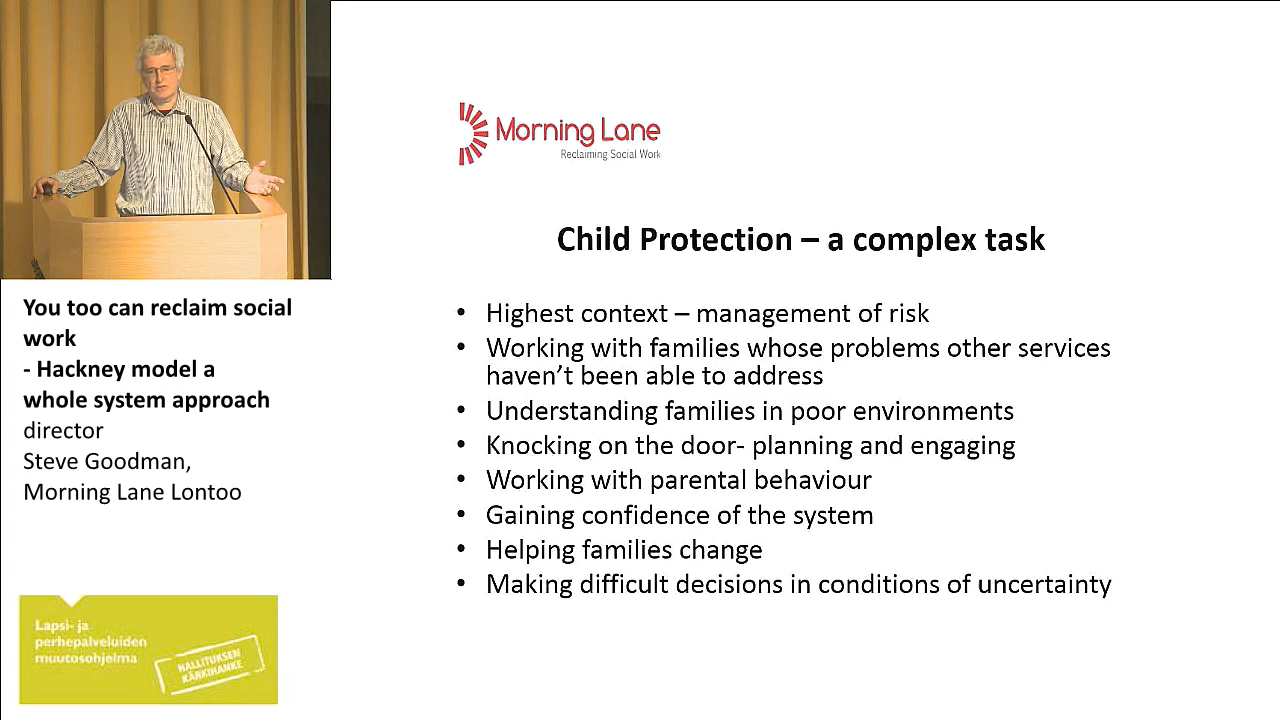 Morning Lane
Reclaiming Social Work
Child Protection – a complex task
• Highest context – management of risk
• Working with families whose problems other services
haven't been able to address
• Understanding families in poor environments
• Knocking on the door- planning and engaging
• Working with parental behaviour
• Gaining confidence of the system
• Helping families change
• Making difficult decisions in conditions of uncertainty
You too can reclaim social
work
- Hackney model a
whole system approach
director
Steve Goodman,
Morning Lane Lontoo
Lapsi- ja
perhepalveluiden
muutosohjelma
HALLITUKSEN
KÄRKIHANKE